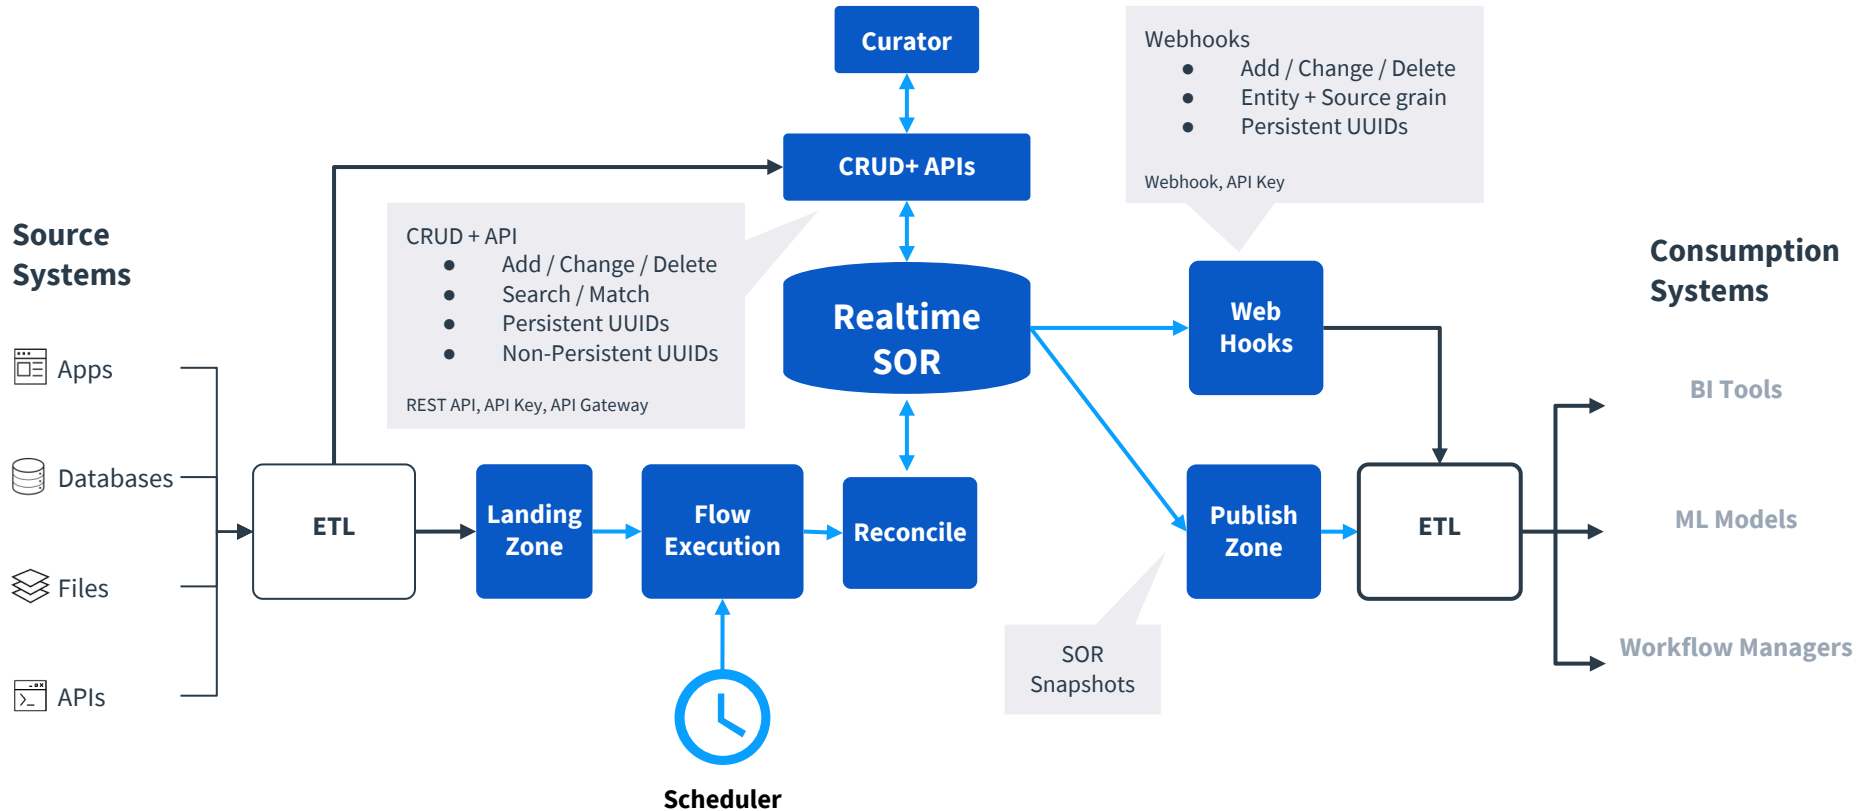 Curator
Webhooks
● Add / Change / Delete
● Entity + Source grain
● Persistent UUIDs
Webhook, API Key
CRUD+ APIs
CRUD + API
● Add / Change / Delete
● Search / Match
● Persistent UUIDs
● Non-Persistent UUIDs
REST API, API Key, API Gateway
Source
Systems
Apps
Databases
Files
APIs
Realtime
SOR
Web
Hooks
Consumption
Systems
BI Tools
ML Models
Workflow Managers
ETL
Landing
Zone
Flow
Execution
Reconcile
Publish
Zone
ETL
SOR
Snapshots
Scheduler